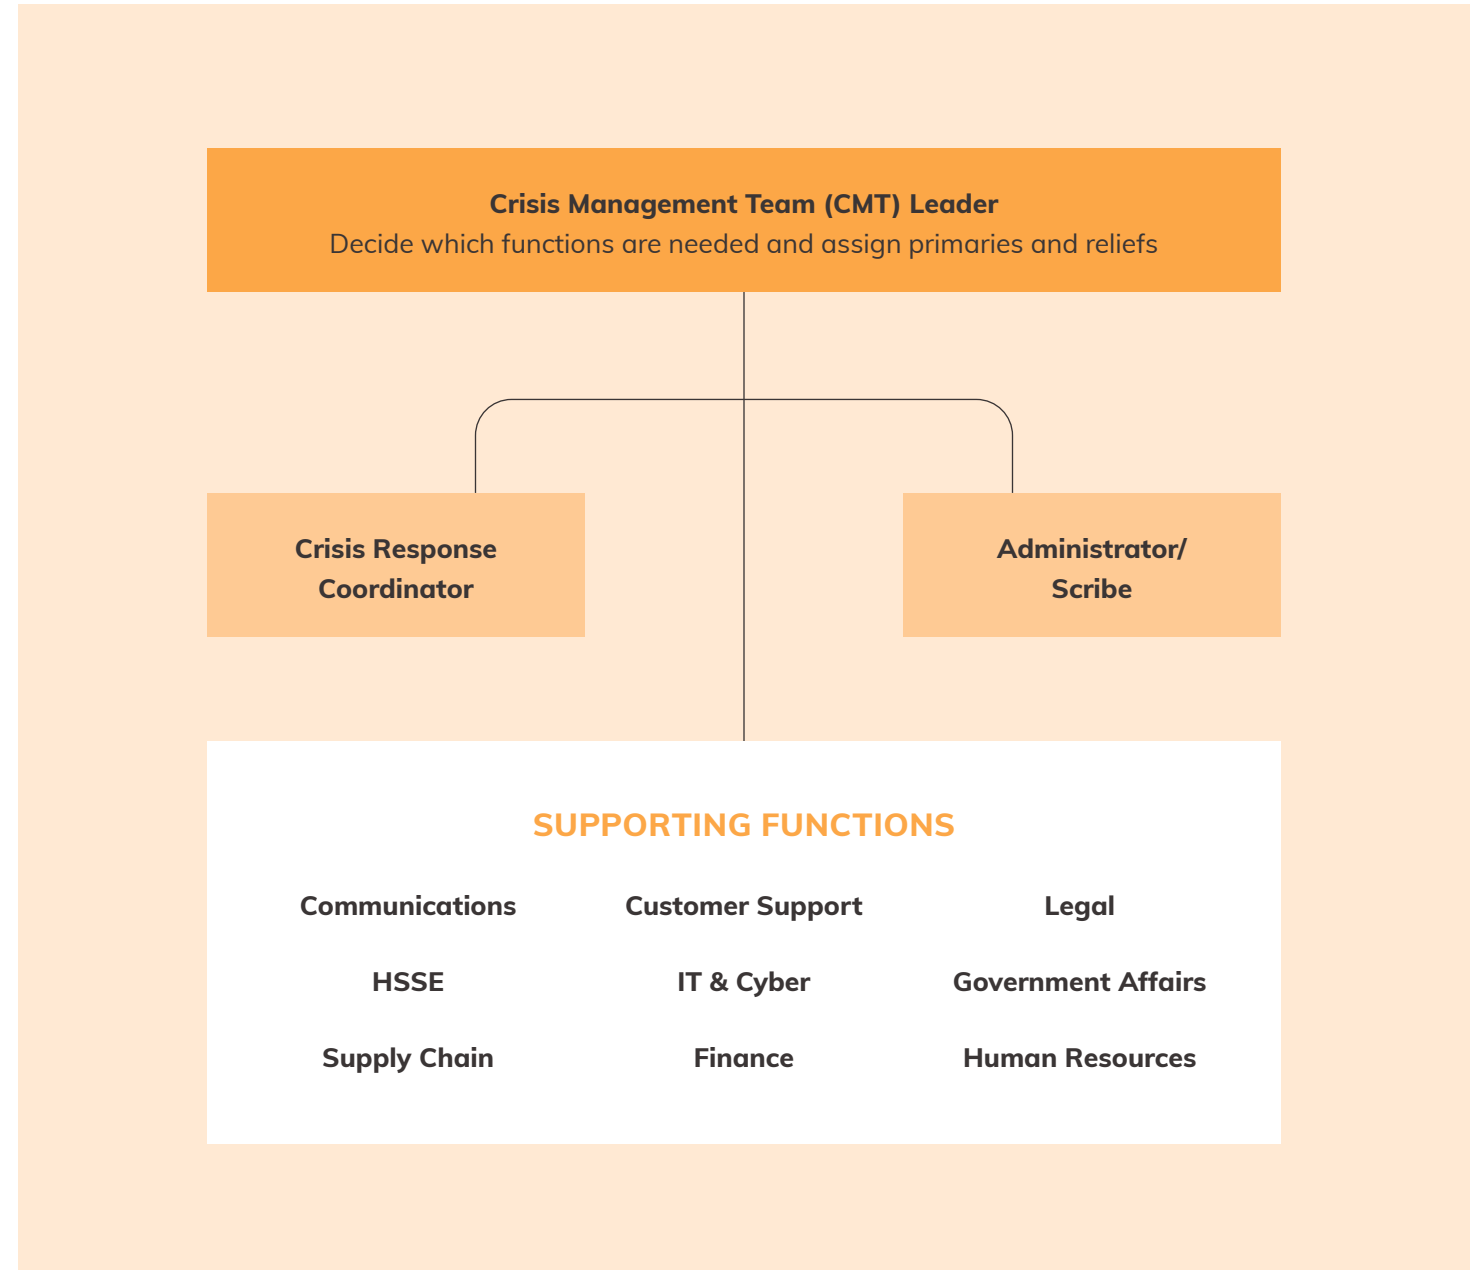 Crisis Management Team (CMT) Leader
Decide which functions are needed and assign primaries and reliefs
Crisis Response
Coordinator
Administrator/
Scribe
SUPPORTING FUNCTIONS
Communications
Customer Support
Legal
HSSE
IT & Cyber
Government Affairs
Supply Chain
Finance
Human Resources